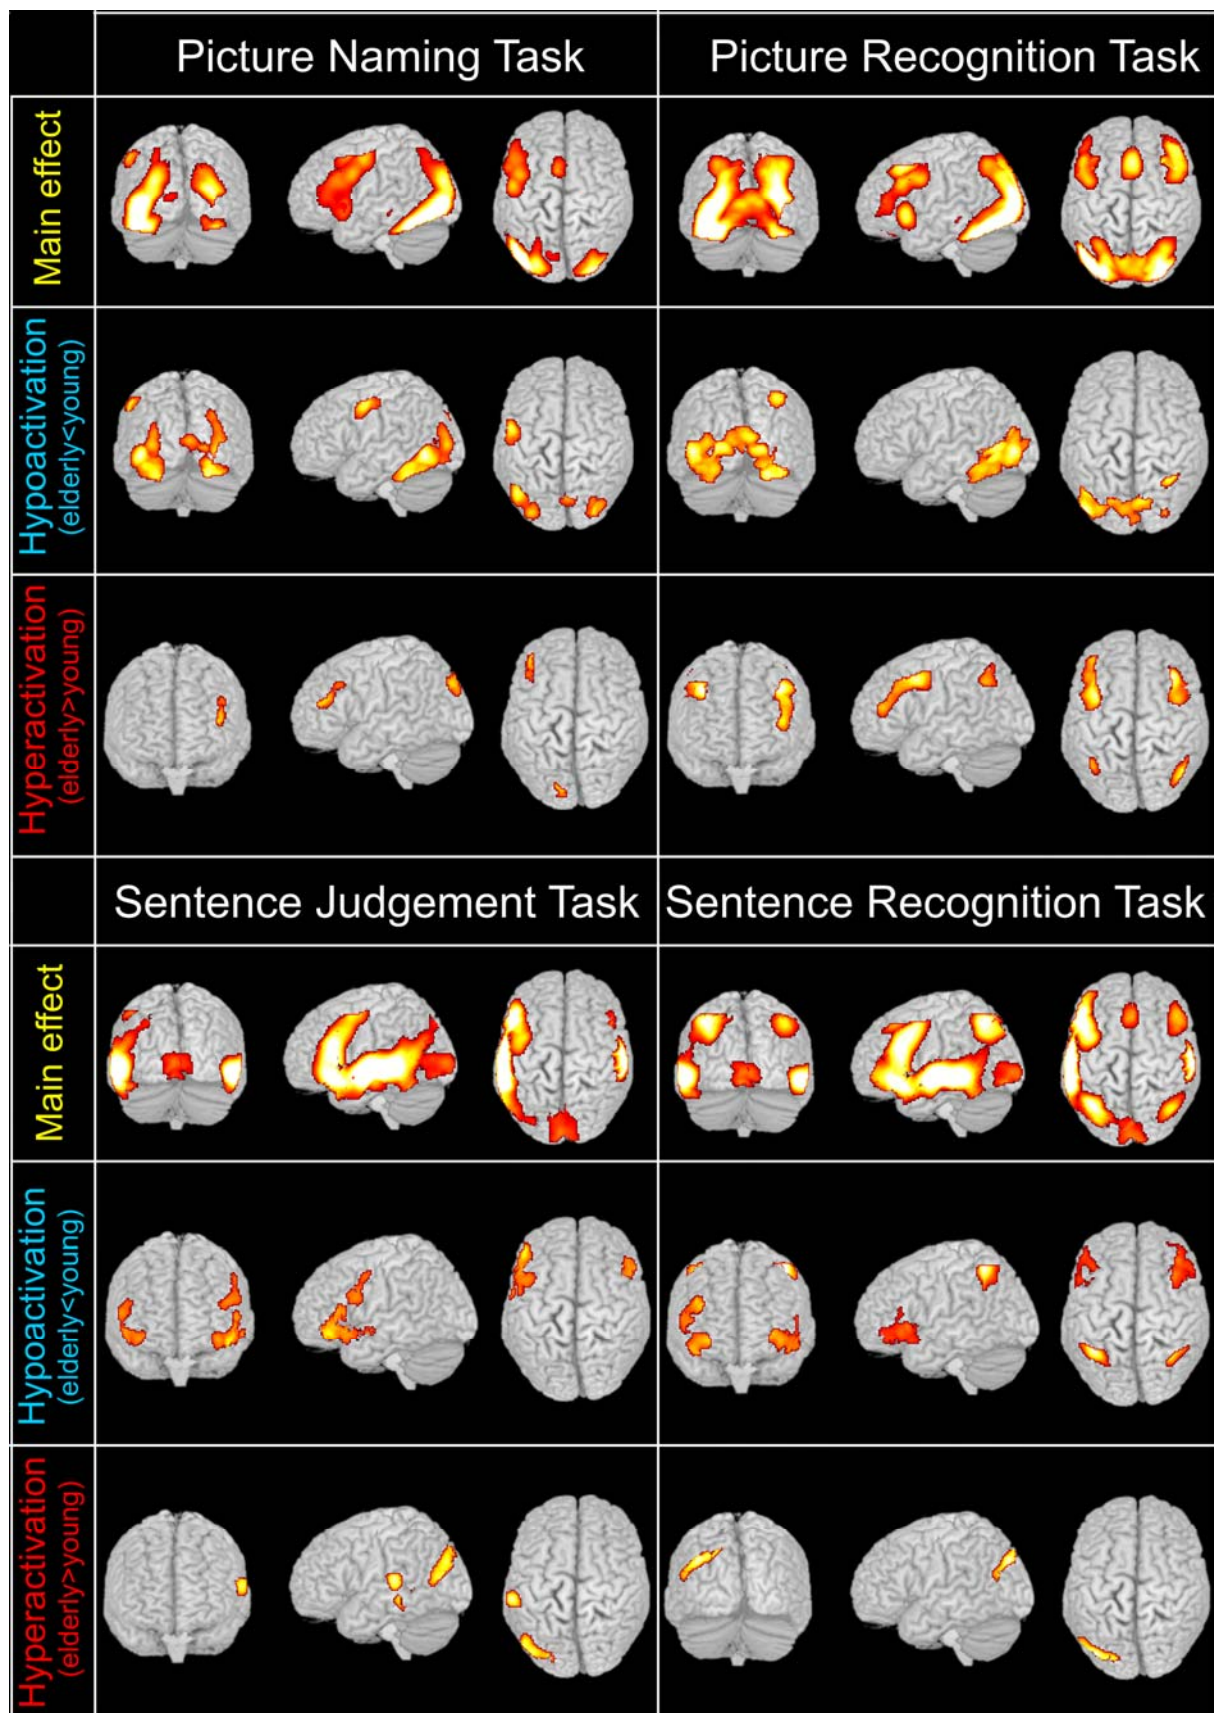 Picture Naming Task
Picture Recognition Task
Main effect
Hypoactivation
(elderly<young)
Hyperactivation
(elderly>young)
Sentence Judgement Task
Sentence Recognition Task
Main effect
Hypoactivation
(elderly<young)
Hyperactivation
(elderly>young)